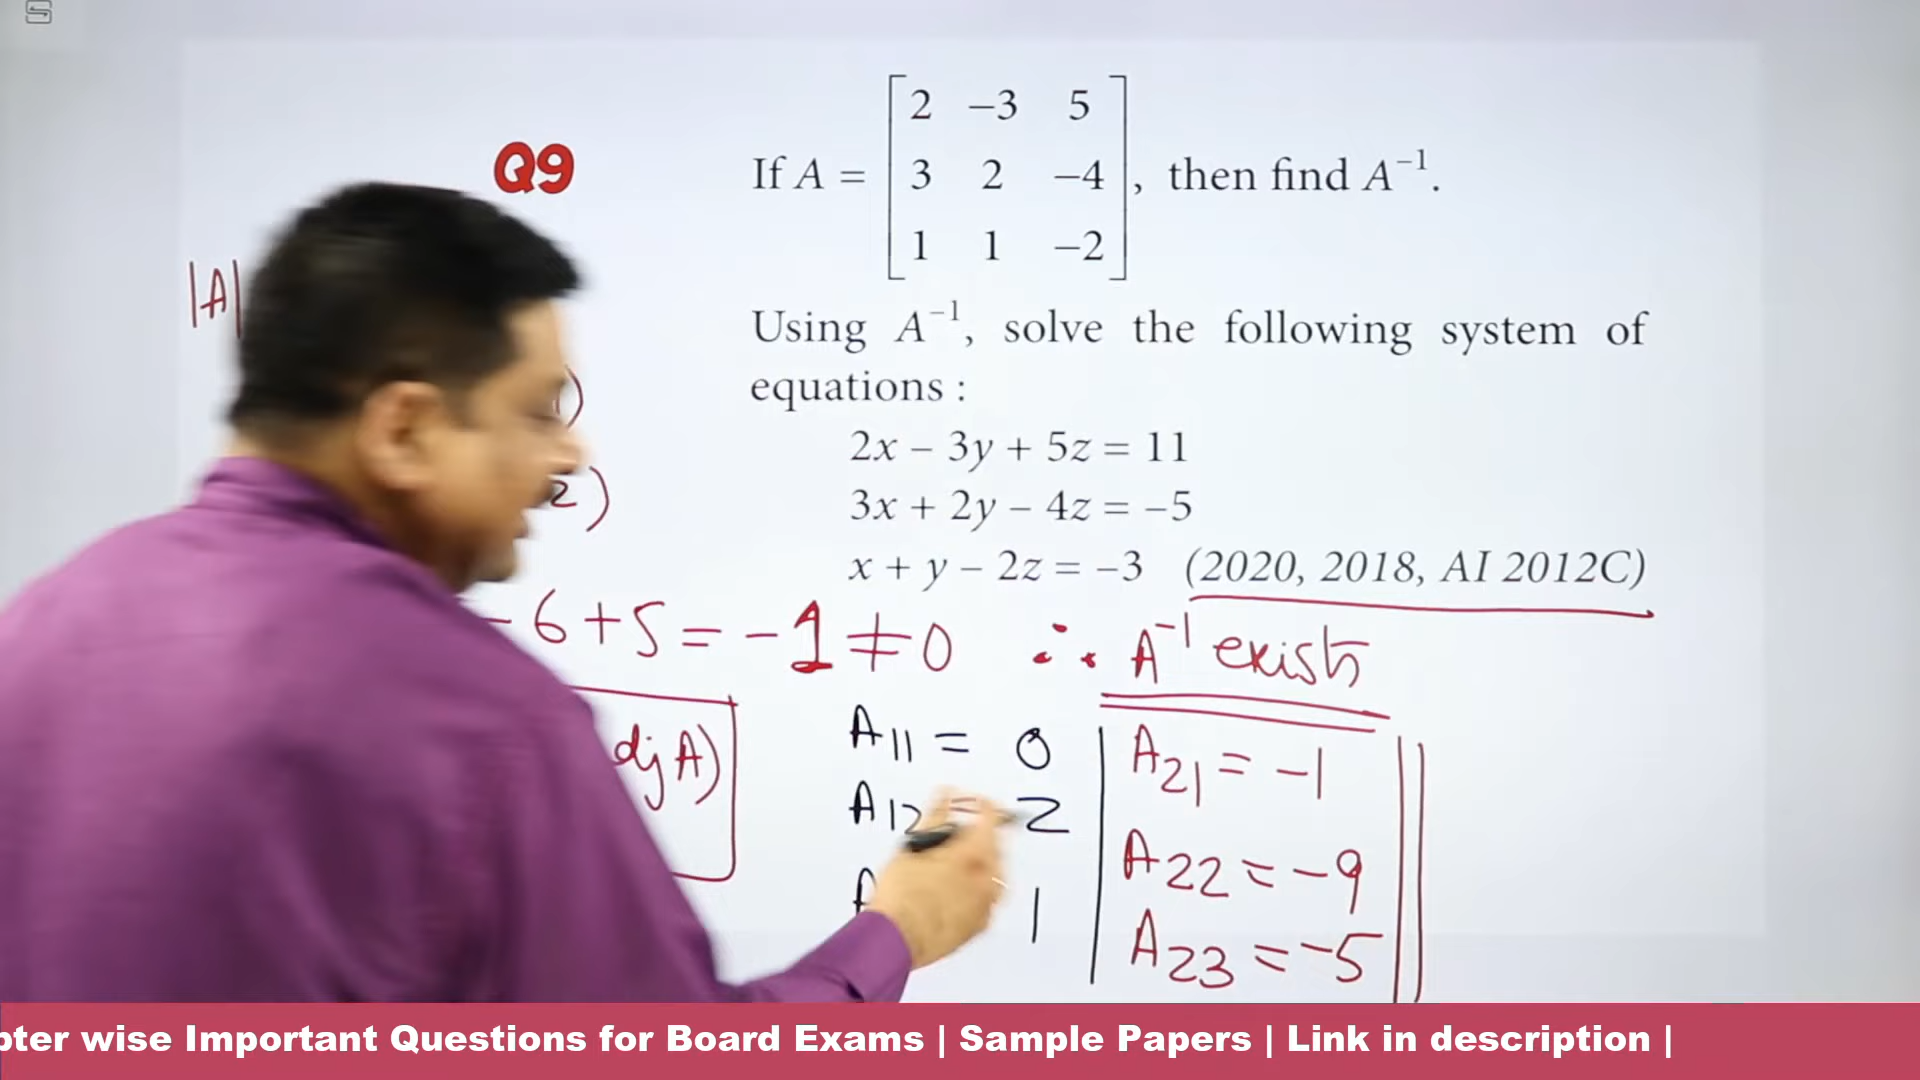 Q9
If A = [2 −3 5
3 2 −4
1 1 −2], then find A⁻¹.
Using A⁻¹, solve the following system of
equations :
2x − 3y + 5z = 11
3x + 2y − 4z = −5
x + y − 2z = −3 (2020, 2018, AI 2012C)
|A|
)
2)
- 6 + 5 = - 1 ≠ 0 ∴ A⁻¹ exists
djA)
A11 = 0
A12 = 2
A 1
A21 = -1
A22 = -9
A23 = -5
pter wise Important Questions for Board Exams | Sample Papers | Link in description |